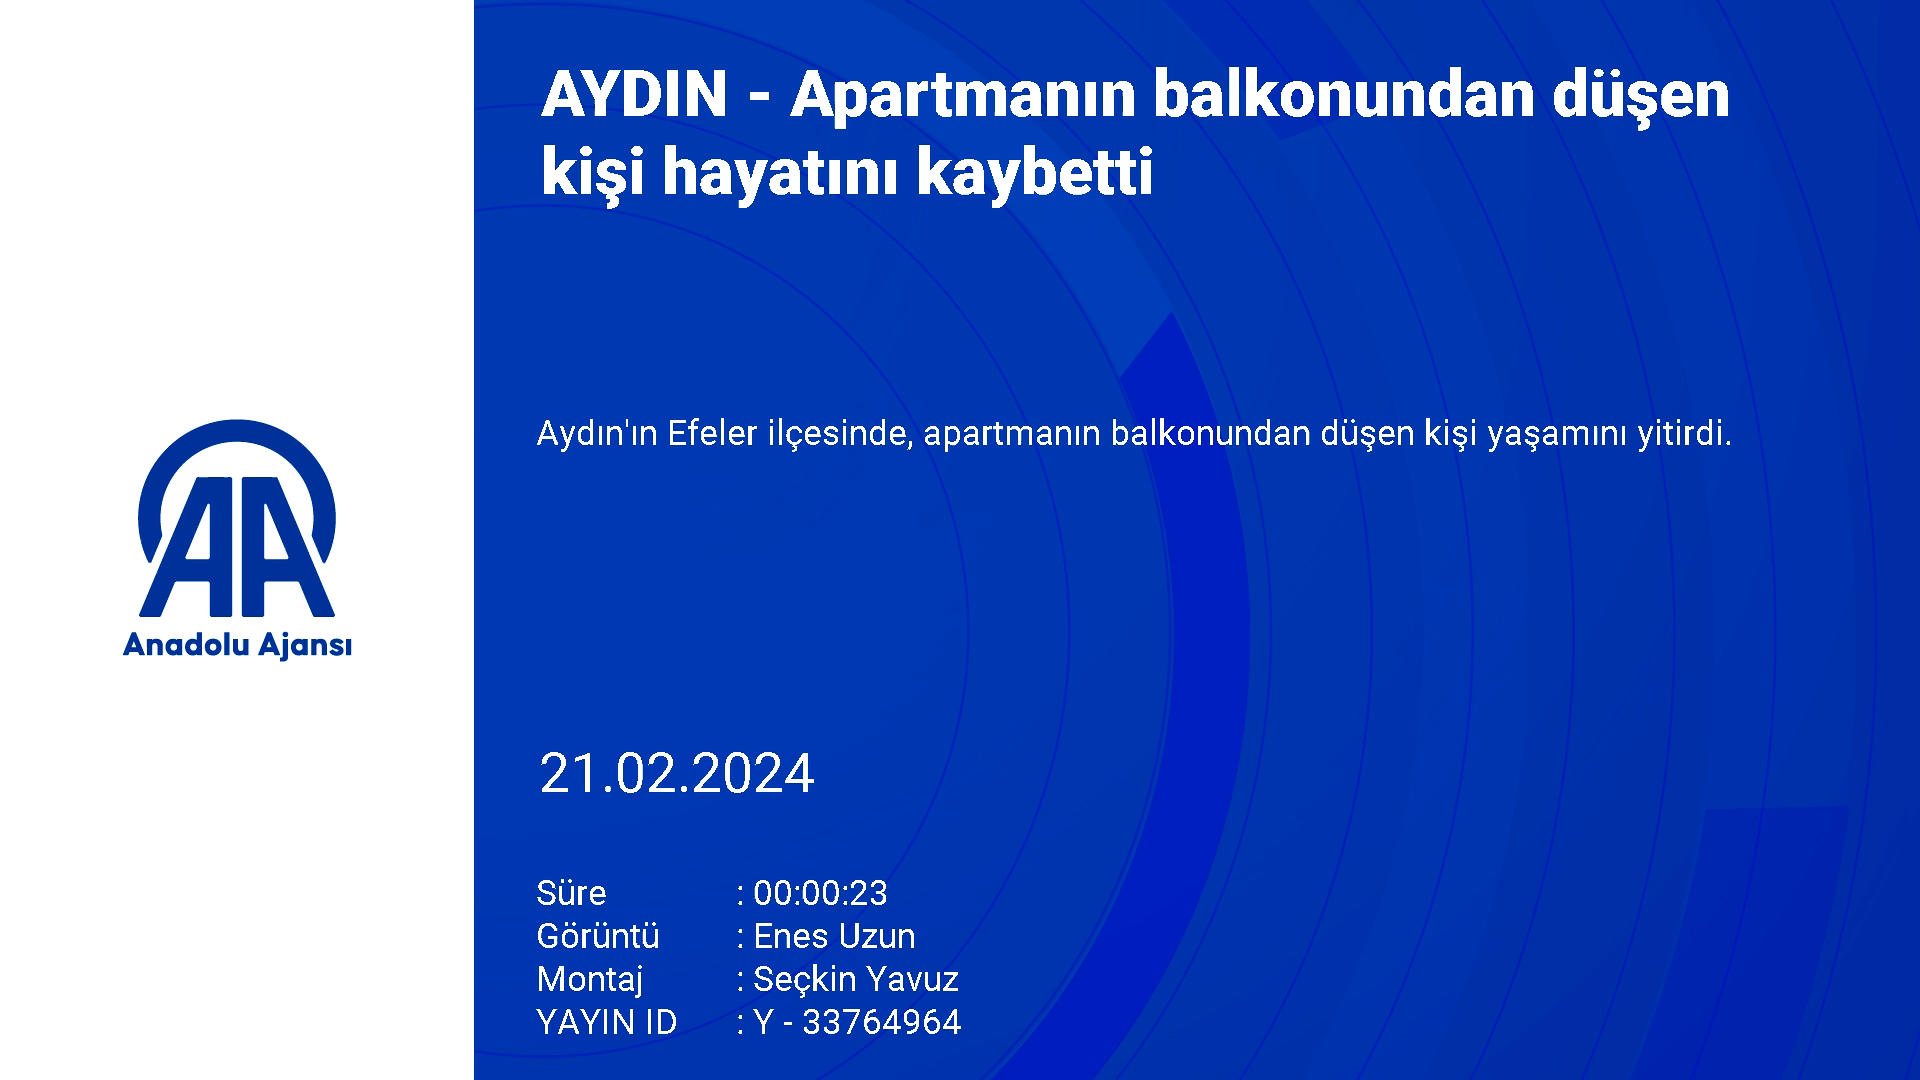 AYDIN - Apartmanın balkonundan düşen
kişi hayatını kaybetti
Aydın'ın Efeler ilçesinde, apartmanın balkonundan düşen kişi yaşamını yitirdi.
AA
Anadolu Ajansı
21.02.2024
Süre : 00:00:23
Görüntü : Enes Uzun
Montaj : Seçkin Yavuz
YAYIN ID : Y - 33764964